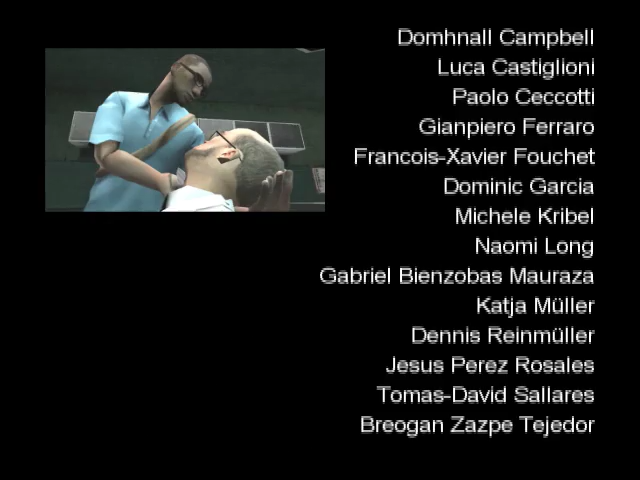 Domhnall Campbell
Luca Castiglioni
Paolo Ceccotti
Gianpiero Ferraro
Francois-Xavier Fouchet
Dominic Garcia
Michele Kribel
Naomi Long
Gabriel Bienzobas Mauraza
Katja Müller
Dennis Reinmüller
Jesus Perez Rosales
Tomas-David Sallares
Breogan Zazpe Tejedor